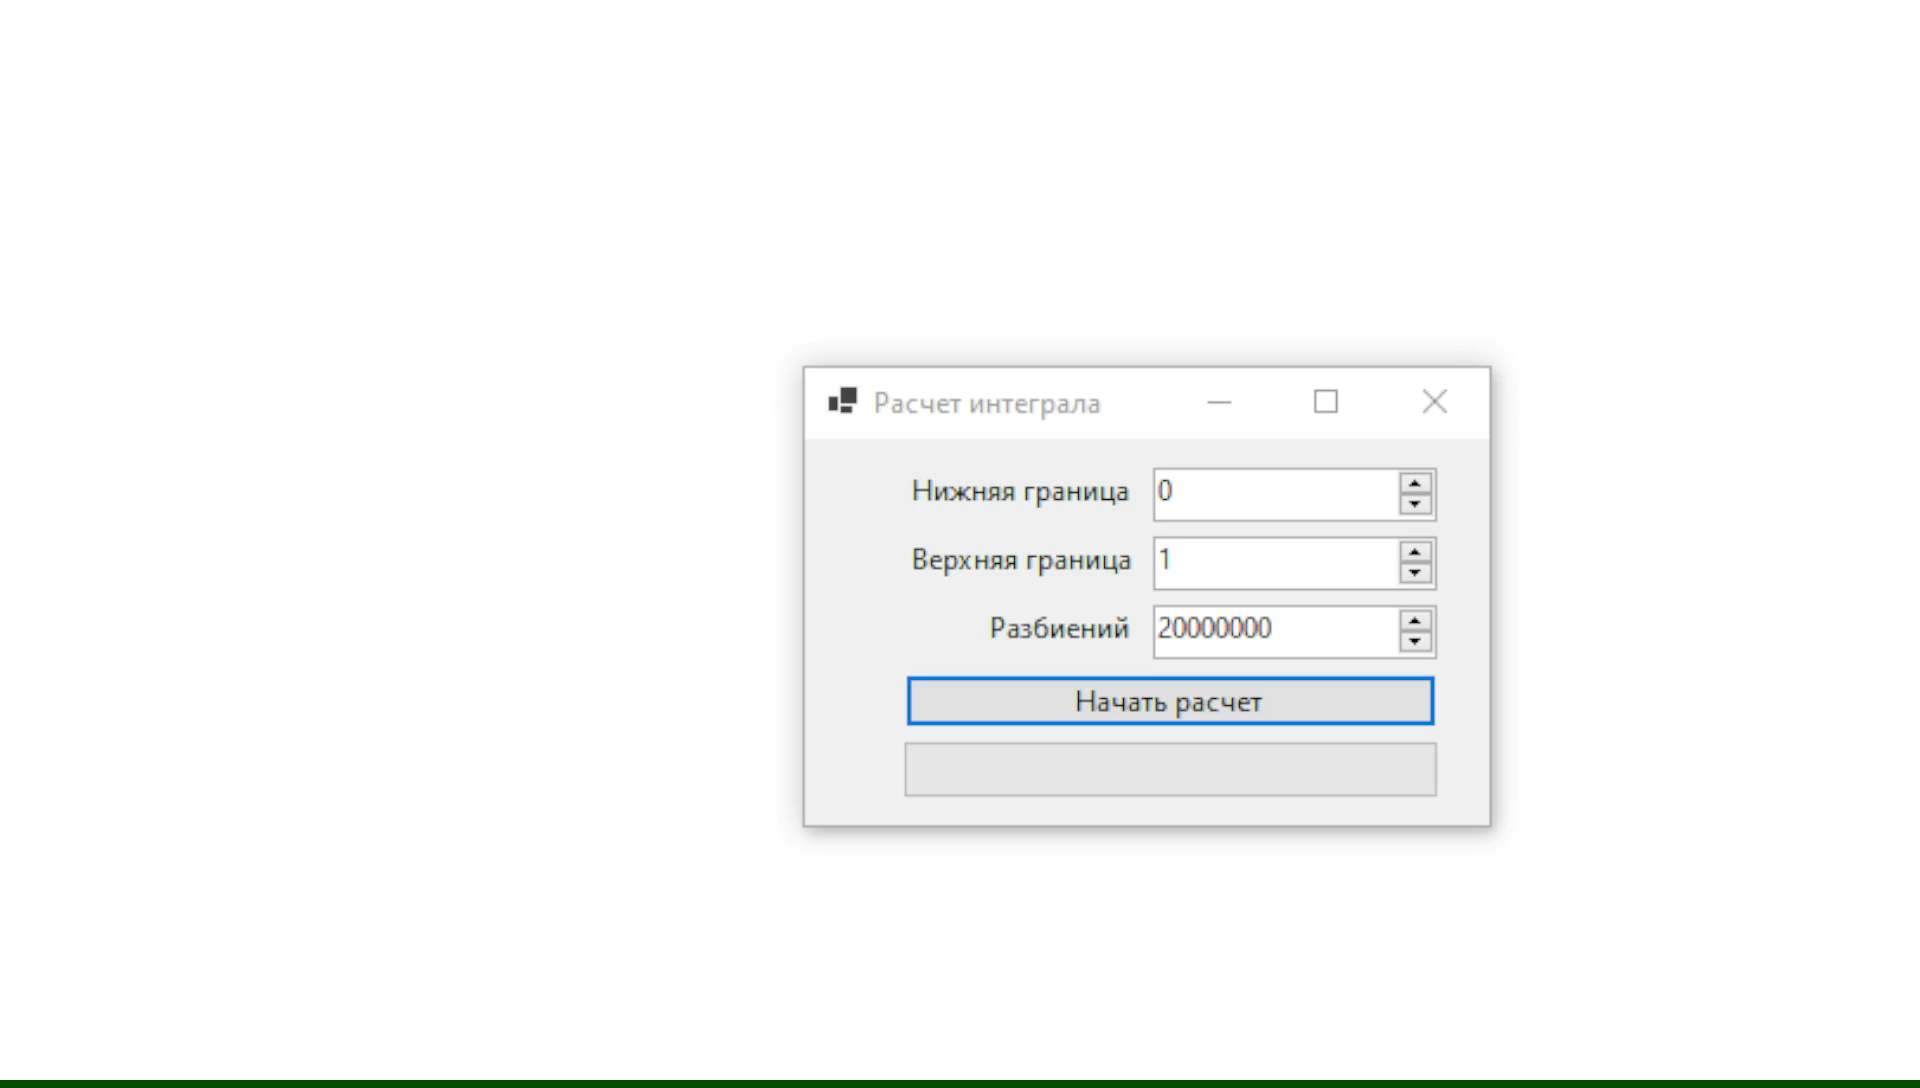 Расчет интеграла
Нижняя граница 0
Верхняя граница 1
Разбиений 20000000
Начать расчет